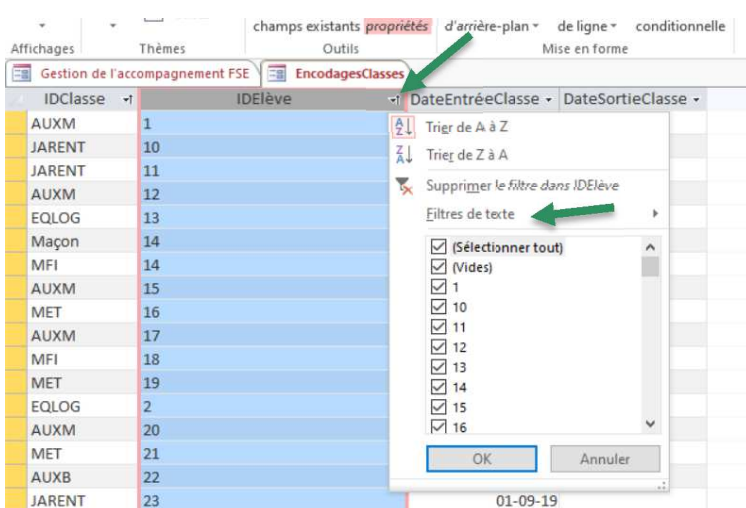 champs existants propriétés d'arrière-plan de ligne conditionnelle
Affichages Thèmes Outils Mise en forme
Gestion de l'accompagnement FSE EncodagesClasses
IDClasse IDElève DateEntréeClasse DateSortieClasse
AUXM 1
JARENT 10
JARENT 11
AUXM 12
EQLOG 13
Maçon 14
MFI 14
AUXM 15
MET 16
AUXM 17
MFI 18
MET 19
EQLOG 2
AUXM 20
MET 21
AUXB 22
JARENT 23 01-09-19
Trier de A à Z
Trier de Z à A
Supprimer le filtre dans IDElève
Filtres de texte
(Sélectionner tout)
(Vides)
1
10
11
12
13
14
15
16
OK Annuler